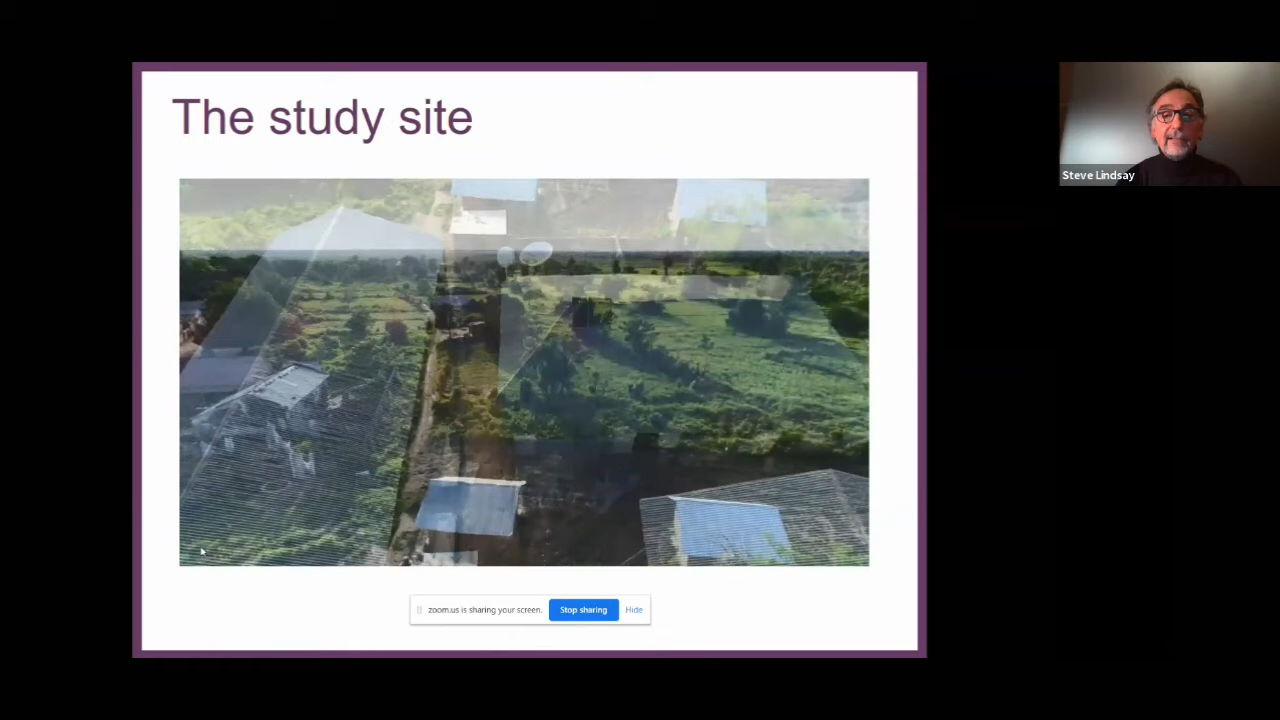 The study site
Steve Lindsay
zoom.us is sharing your screen.
Stop sharing
Hide